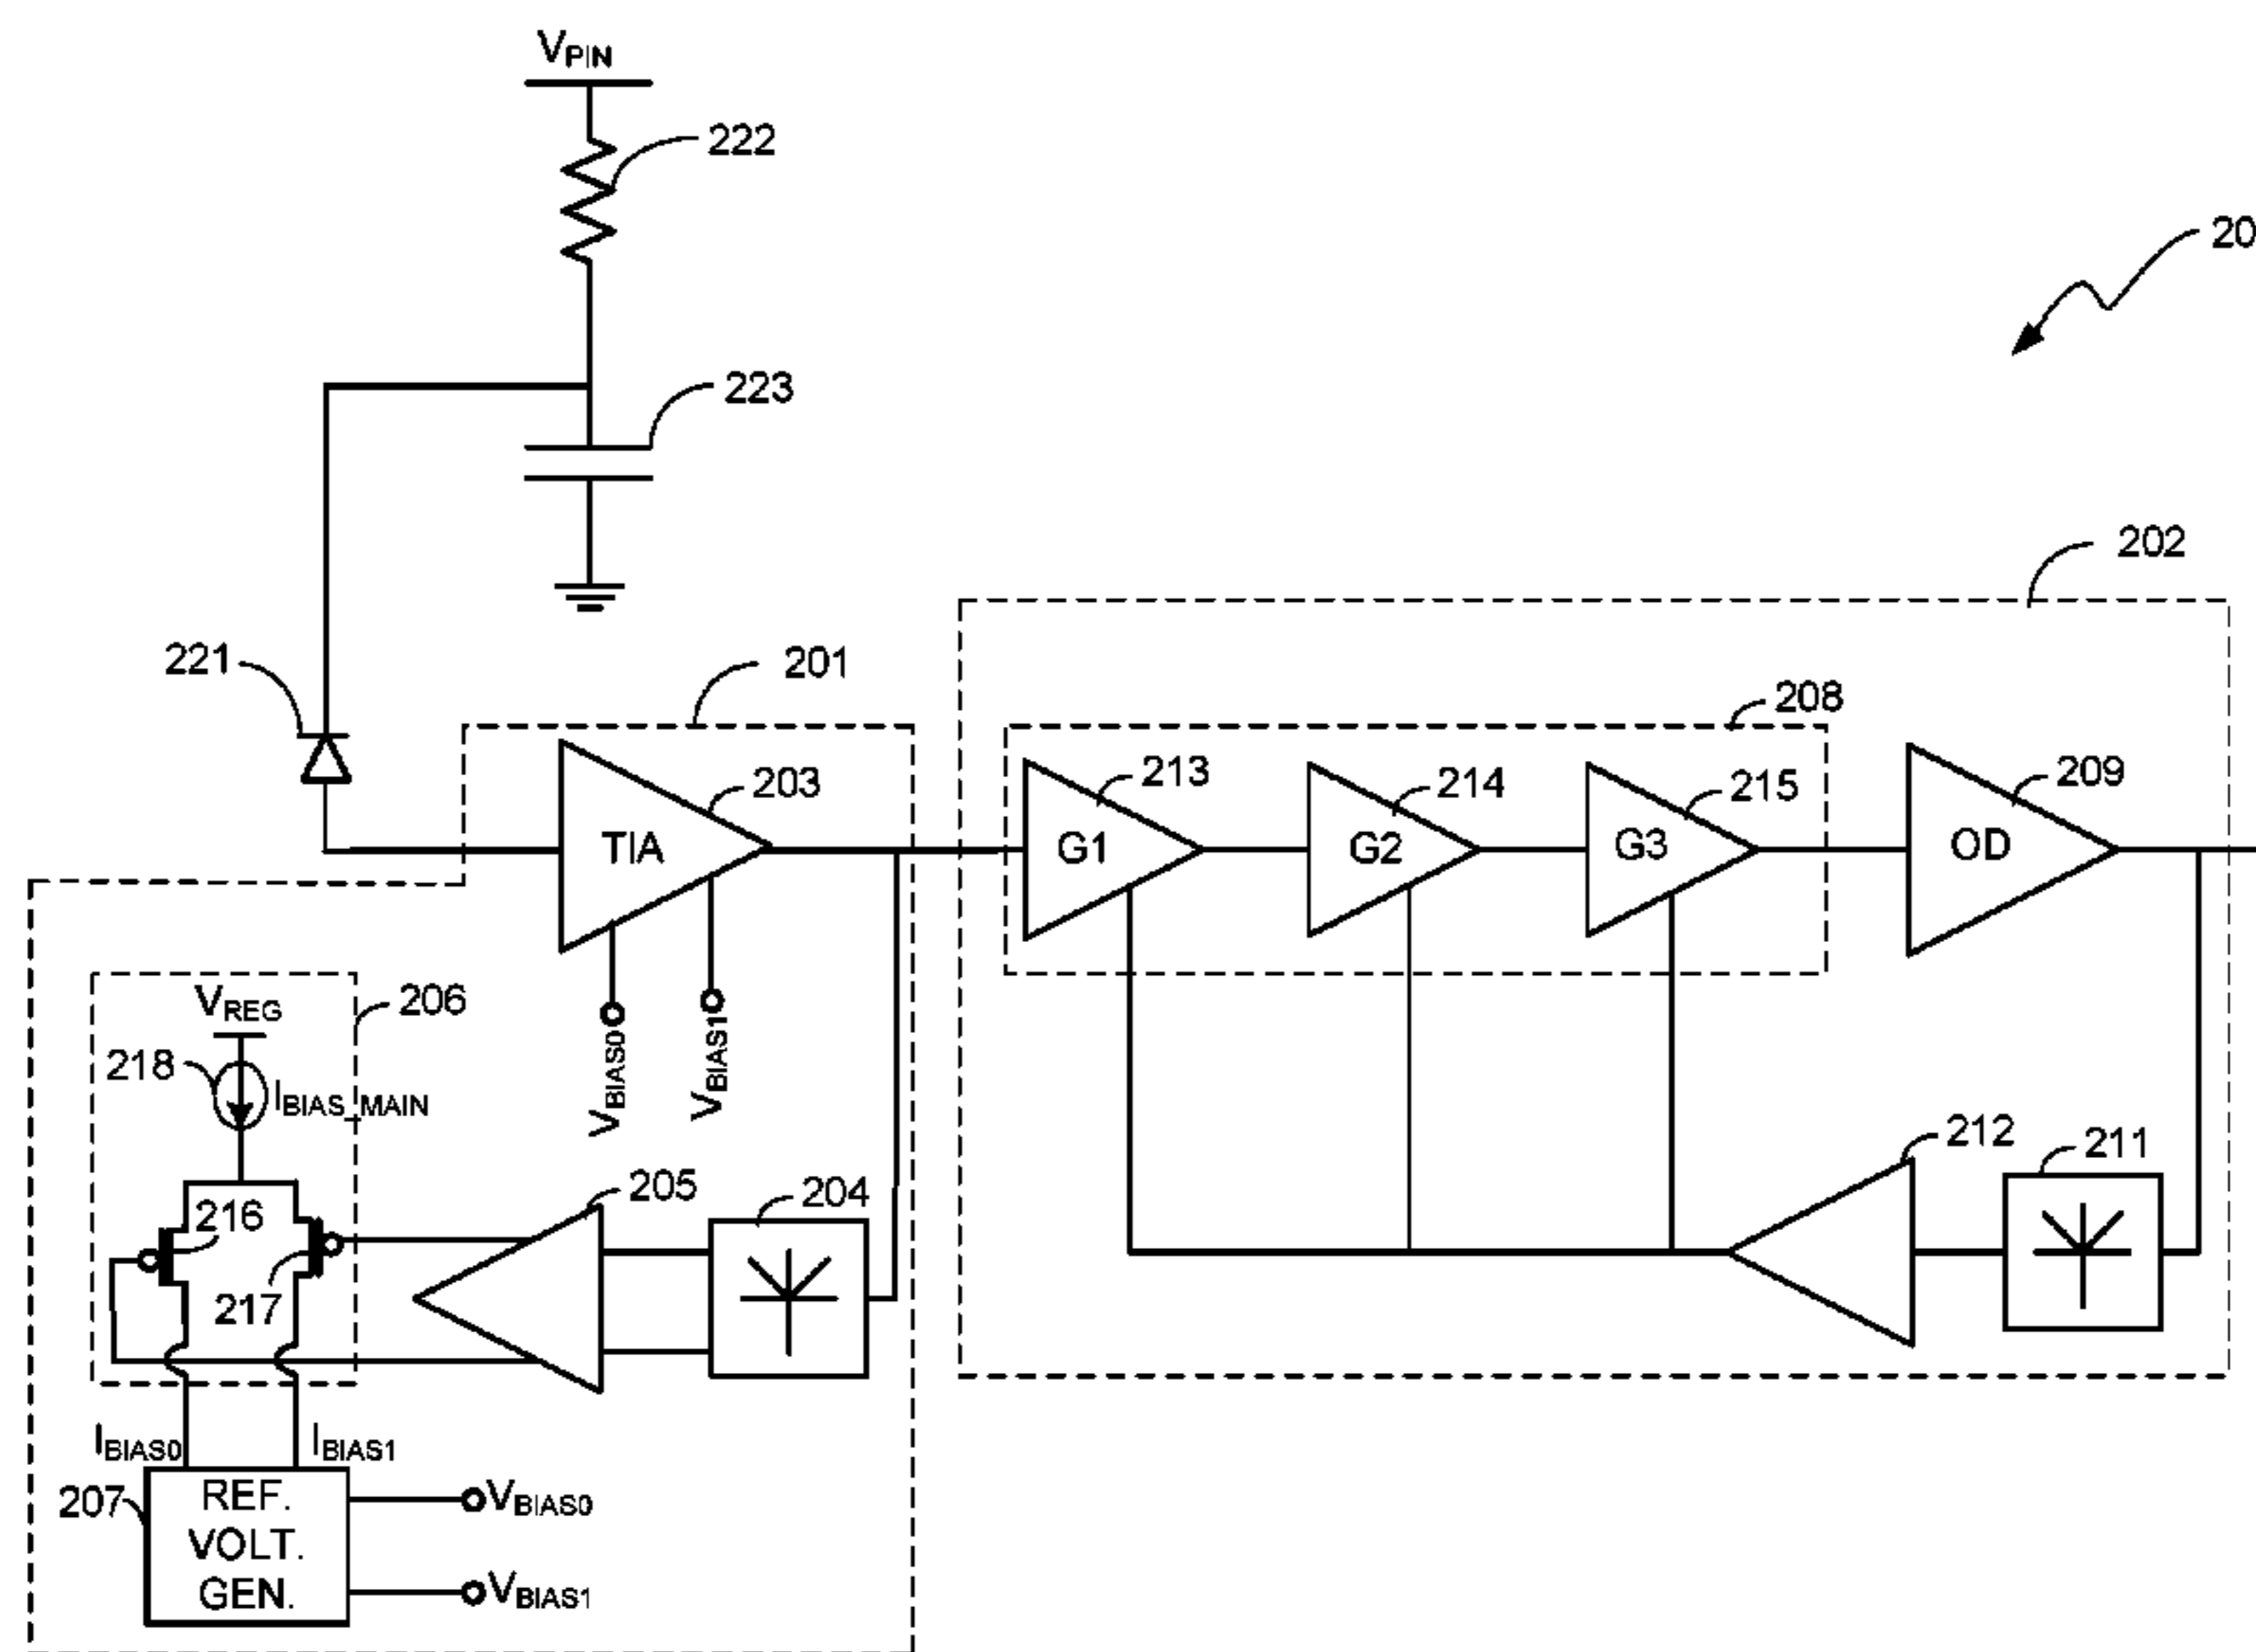 VPIN
222
20
223
202
221
201
208
203
213
214
215
209
TIA
G1
G2
G3
OD
VREG
206
218
IBIAS_MAIN
VBIAS0
VBIAS1
212
211
205
204
216
217
IBIAS0
IBIAS1
207
REF.
VOLT.
GEN.
VBIAS0
VBIAS1